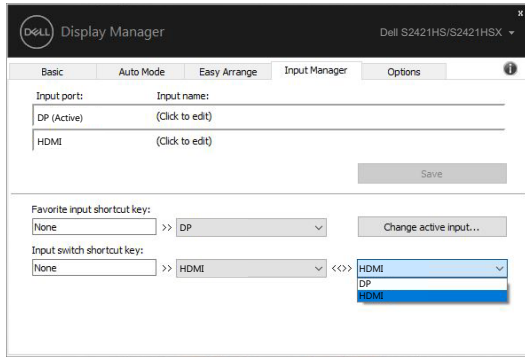 x
DELL Display Manager Dell S2421HS/S2421HSX
Basic Auto Mode Easy Arrange Input Manager Options
Input port: Input name:
DP (Active) (Click to edit)
HDMI (Click to edit)
Save
Favorite input shortcut key:
None >> DP Change active input...
Input switch shortcut key:
None >> HDMI <<>> HDMI
DP
HDMI